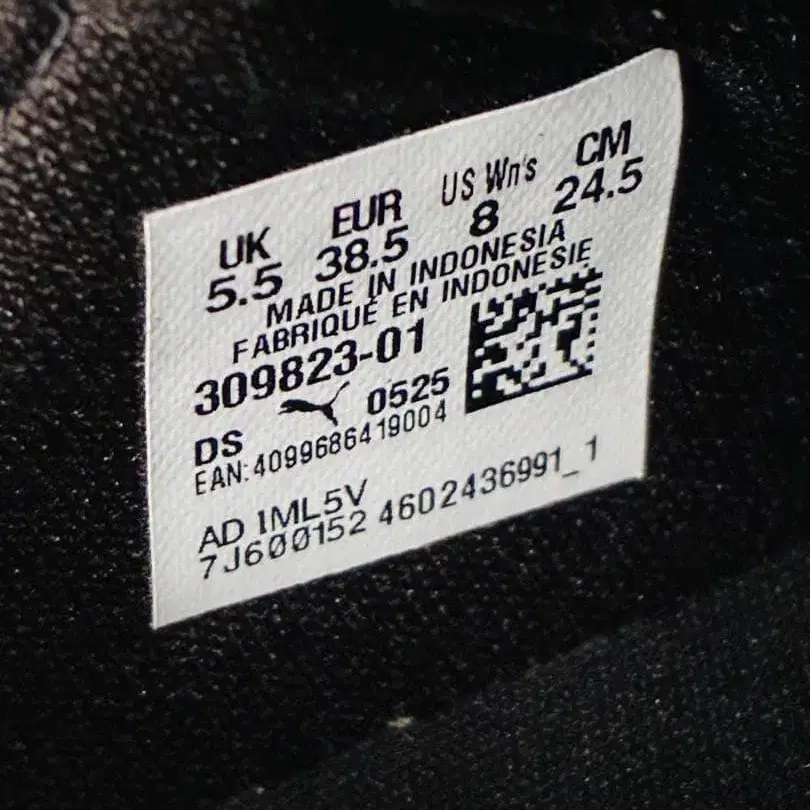 UK EUR US Wn's CM
5.5 38.5 8 24.5
MADE IN INDONESIA
FABRIQUÉ EN INDONESIE
309823-01
DS 0525
EAN:4099686419004
AD 1ML5V
7J600152 4602436991_1